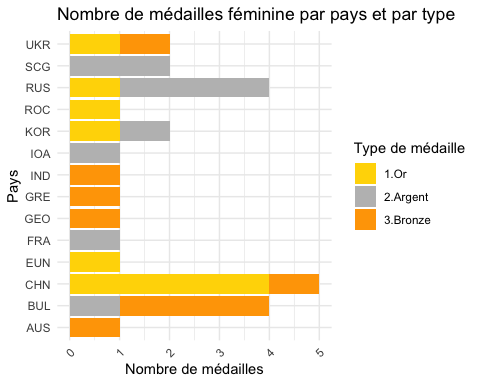 Nombre de médailles féminine par pays et par type
UKR
SCG
RUS
ROC
KOR
IOA
IND
GRE
GEO
FRA
EUN
CHN
BUL
AUS
Pays
0 1 2 3 4 5
Nombre de médailles
Type de médaille
1.Or
2.Argent
3.Bronze